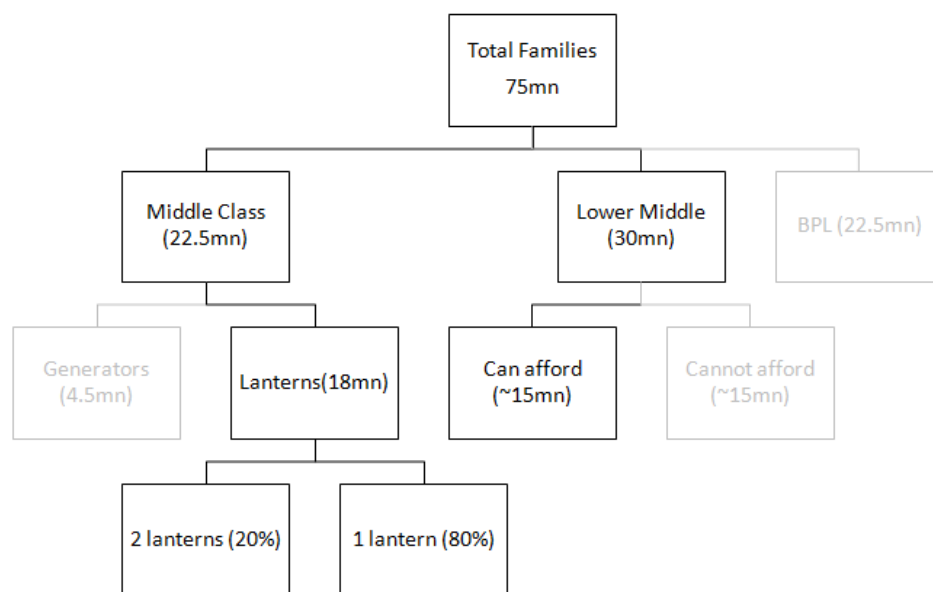 Total Families
75mn
Middle Class
(22.5mn)
Lower Middle
(30mn)
BPL (22.5mn)
Generators
(4.5mn)
Lanterns(18mn)
Can afford
(~15mn)
Cannot afford
(~15mn)
2 lanterns (20%)
1 lantern (80%)